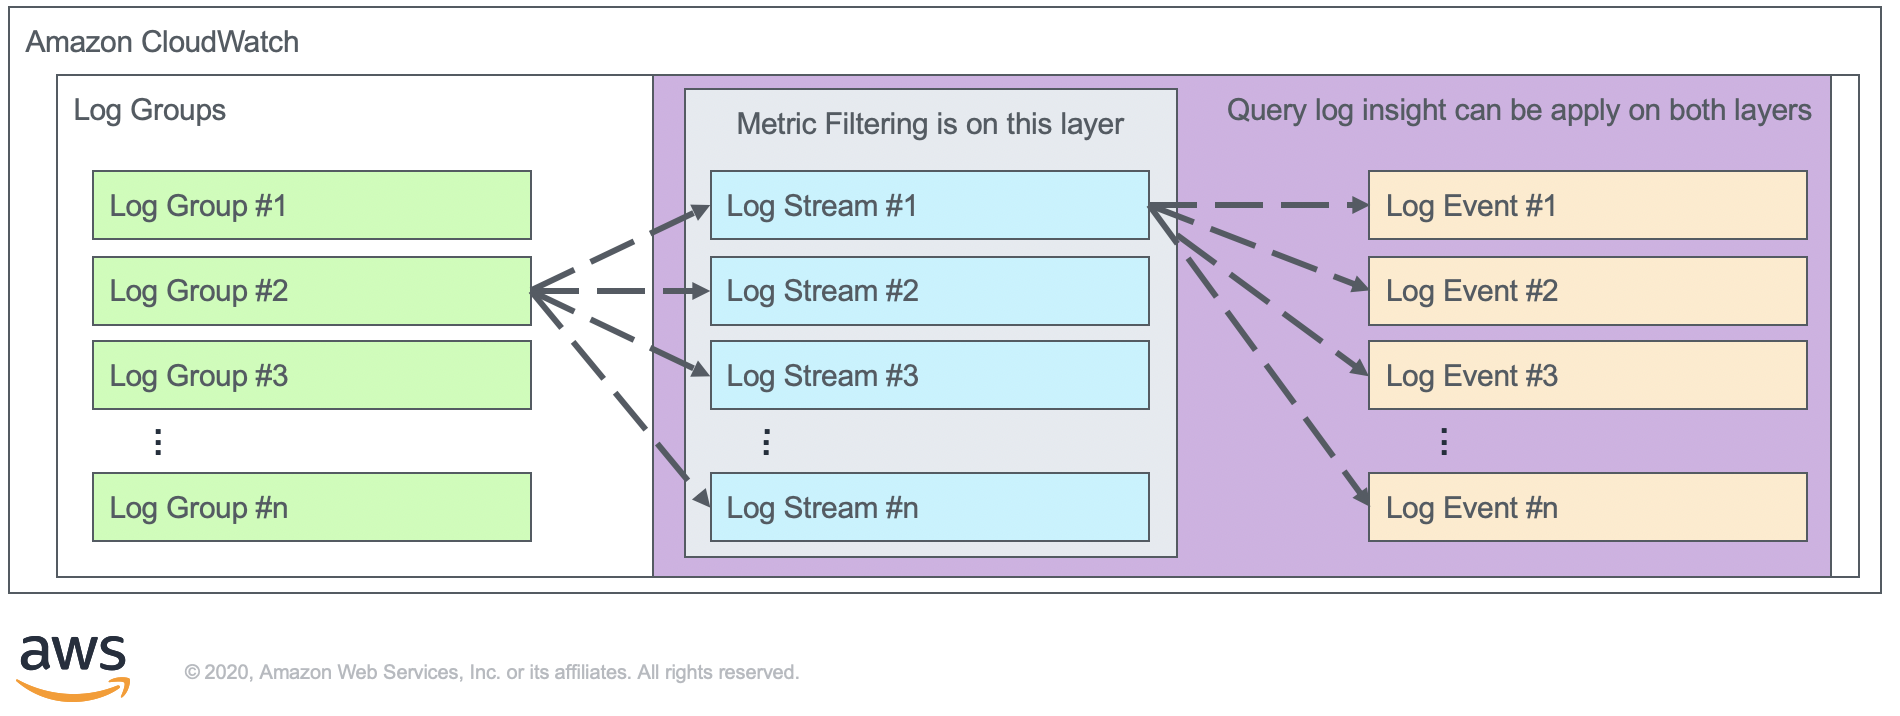 Amazon CloudWatch
Log Groups
Metric Filtering is on this layer
Query log insight can be apply on both layers
Log Group #1
Log Stream #1
Log Event #1
Log Group #2
Log Stream #2
Log Event #2
Log Group #3
Log Stream #3
Log Event #3
Log Group #n
Log Stream #n
Log Event #n
aws
© 2020, Amazon Web Services, Inc. or its affiliates. All rights reserved.